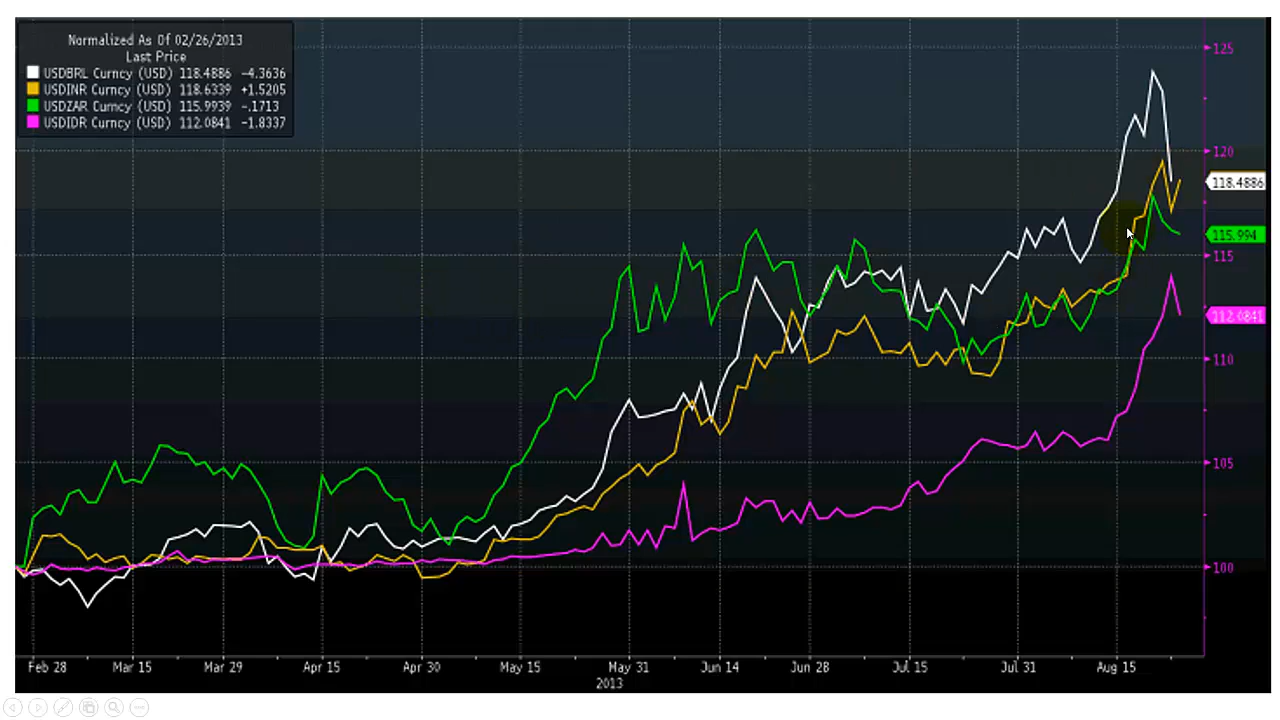 Normalized As Of 02/26/2013
Last Price
USDBRL Curncy (USD) 118.4886 -4.3636
USDINR Curncy (USD) 118.6339 +1.5205
USDZAR Curncy (USD) 115.9939 -.1713
USDIDR Curncy (USD) 112.0841 -1.8337
125
120
118.4886
115.994
115
112.0841
110
105
100
Feb 28 Mar 15 Mar 29 Apr 15 Apr 30 May 15 May 31 Jun 14 Jun 28 Jul 15 Jul 31 Aug 15
2013